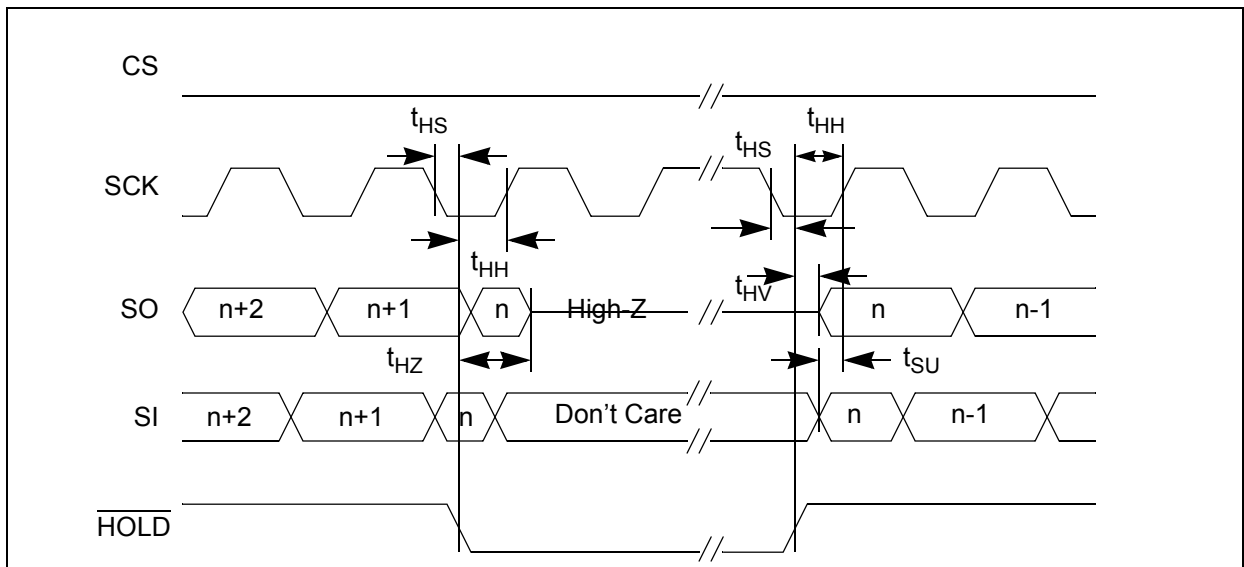 CS
tHS
tHH
tHS
SCK
tHH
tHV
SO
n+2
n+1
n
High-Z
n
n-1
tHZ
tSU
SI
n+2
n+1
n
Don't Care
n
n-1
HOLD